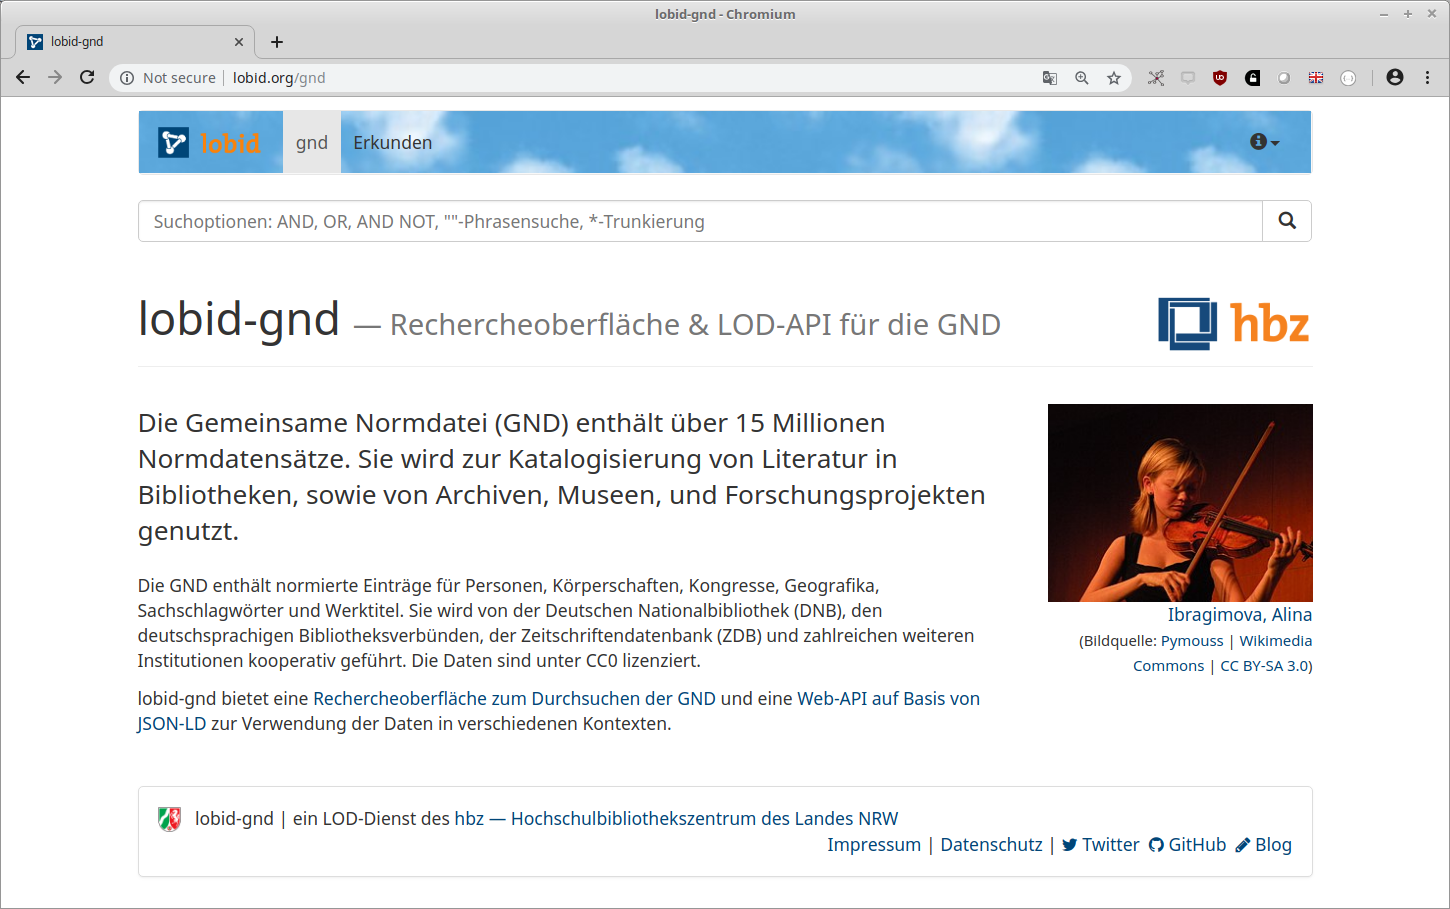 lobid-gnd - Chromium
lobid-gnd
Not secure | lobid.org/gnd
lobid
gnd
Erkunden
Suchoptionen: AND, OR, AND NOT, ""-Phrasensuche, *-Trunkierung
lobid-gnd — Rechercheoberfläche & LOD-API für die GND
hbz
Die Gemeinsame Normdatei (GND) enthält über 15 Millionen
Normdatensätze. Sie wird zur Katalogisierung von Literatur in
Bibliotheken, sowie von Archiven, Museen, und Forschungsprojekten
genutzt.
Die GND enthält normierte Einträge für Personen, Körperschaften, Kongresse, Geografika,
Sachschlagwörter und Werktitel. Sie wird von der Deutschen Nationalbibliothek (DNB), den
deutschsprachigen Bibliotheksverbünden, der Zeitschriftendatenbank (ZDB) und zahlreichen weiteren
Institutionen kooperativ geführt. Die Daten sind unter CC0 lizenziert.
lobid-gnd bietet eine Rechercheoberfläche zum Durchsuchen der GND und eine Web-API auf Basis von
JSON-LD zur Verwendung der Daten in verschiedenen Kontexten.
Ibragimova, Alina
(Bildquelle: Pymouss | Wikimedia
Commons | CC BY-SA 3.0)
lobid-gnd | ein LOD-Dienst des hbz — Hochschulbibliothekszentrum des Landes NRW
Impressum | Datenschutz | Twitter GitHub Blog